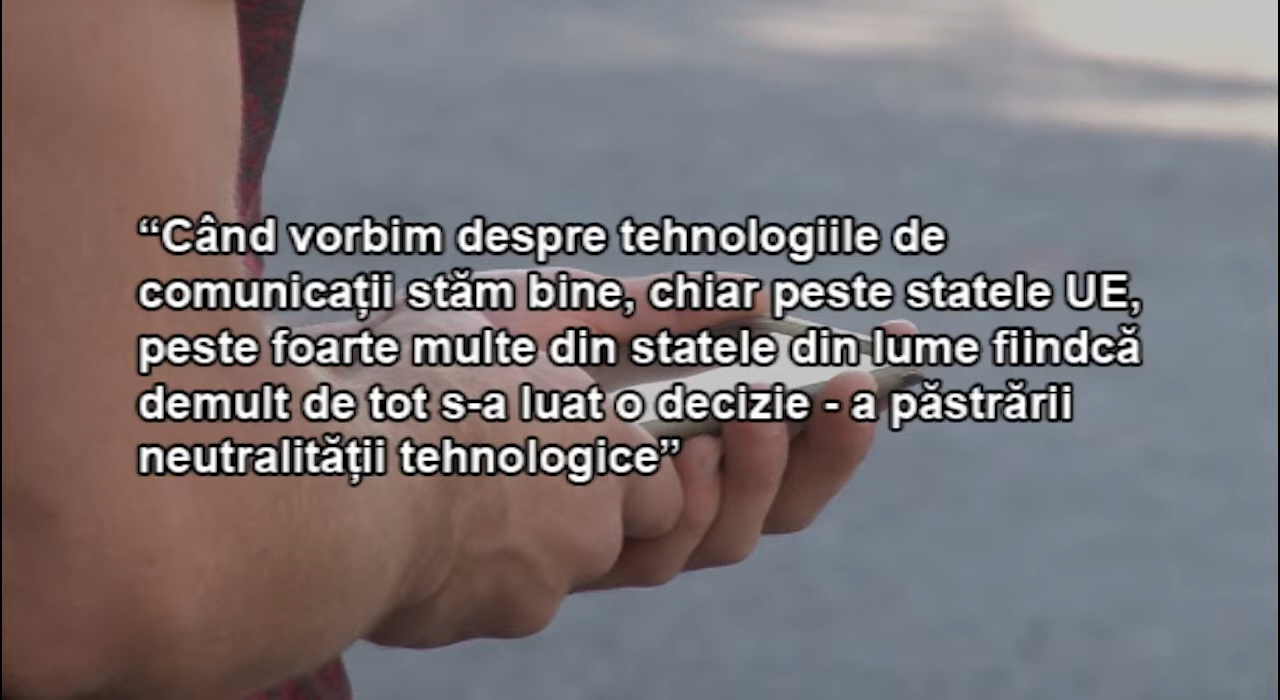 “Când vorbim despre tehnologiile de
comunicații stăm bine, chiar peste statele UE,
peste foarte multe din statele din lume fiindcă
demult de tot s-a luat o decizie - a păstrării
neutralității tehnologice”